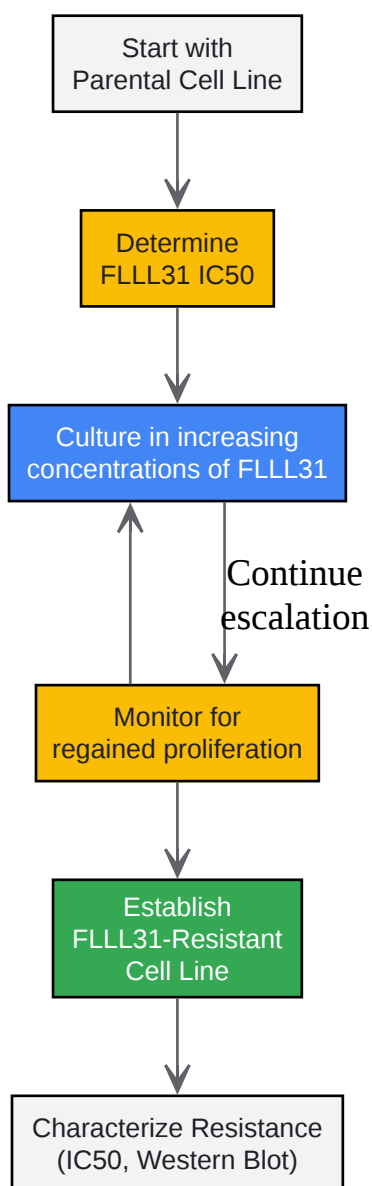 Start with
Parental Cell Line
Determine
FLLL31 IC50
Culture in increasing
concentrations of FLLL31
Continue
escalation
Monitor for
regained proliferation
Establish
FLLL31-Resistant
Cell Line
Characterize Resistance
(IC50, Western Blot)